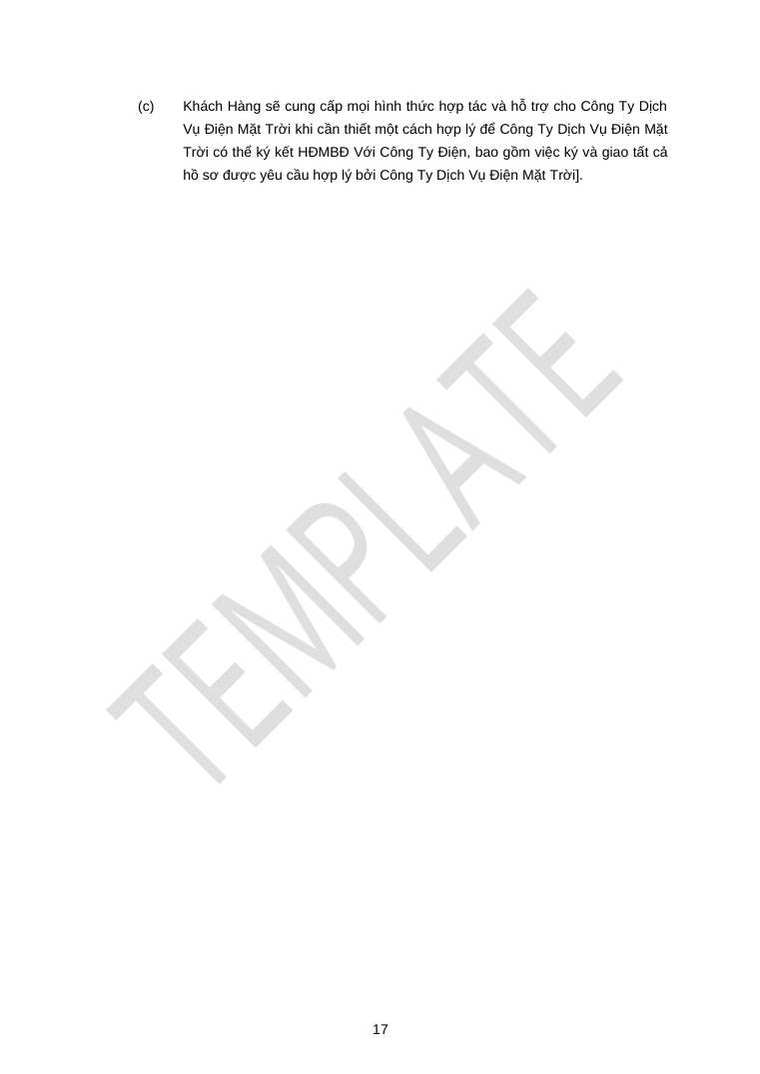 (c) Khách Hàng sẽ cung cấp mọi hình thức hợp tác và hỗ trợ cho Công Ty Dịch
Vụ Điện Mặt Trời khi cần thiết một cách hợp lý để Công Ty Dịch Vụ Điện Mặt
Trời có thể ký kết HĐMBĐ Với Công Ty Điện, bao gồm việc ký và giao tất cả
hồ sơ được yêu cầu hợp lý bởi Công Ty Dịch Vụ Điện Mặt Trời].
TEMPLATE
17